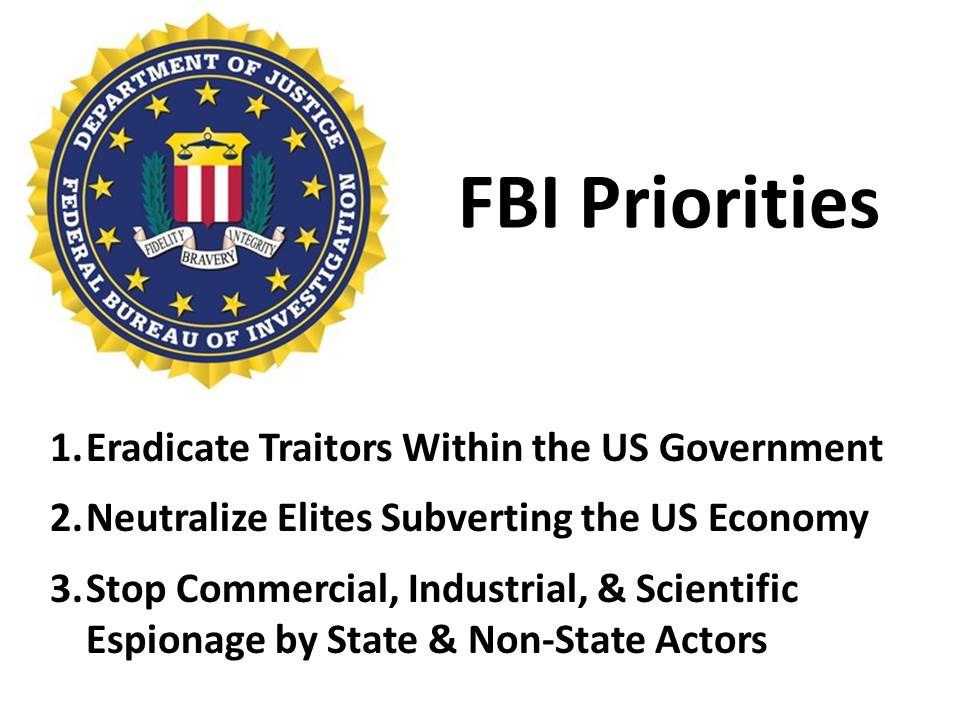 DEPARTMENT OF JUSTICE
FEDERAL BUREAU OF INVESTIGATION
FIDELITY
BRAVERY
INTEGRITY
FBI Priorities
1. Eradicate Traitors Within the US Government
2. Neutralize Elites Subverting the US Economy
3. Stop Commercial, Industrial, & Scientific
Espionage by State & Non-State Actors